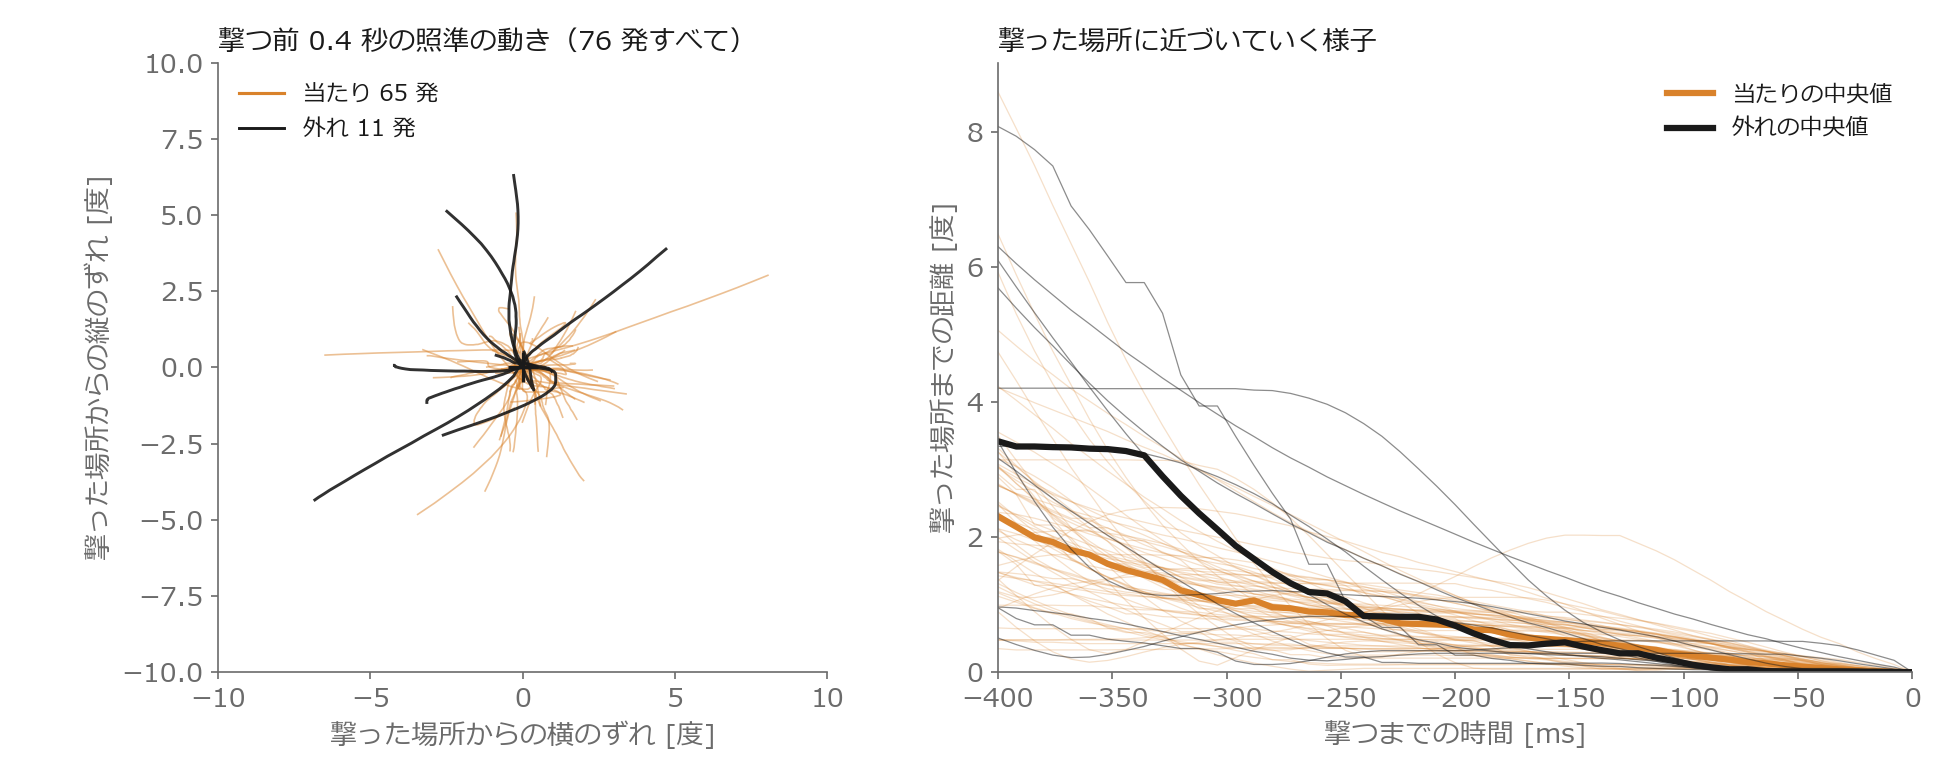 撃つ前 0.4 秒の照準の動き（76 発すべて）
10.0
7.5
5.0
2.5
0.0
−2.5
−5.0
−7.5
−10.0
撃った場所からの縦のずれ [度]
当たり 65 発
外れ 11 発
−10
−5
0
5
10
撃った場所からの横のずれ [度]
撃った場所に近づいていく様子
8
6
4
2
0
撃った場所までの距離 [度]
当たりの中央値
外れの中央値
−400
−350
−300
−250
−200
−150
−100
−50
0
撃つまでの時間 [ms]